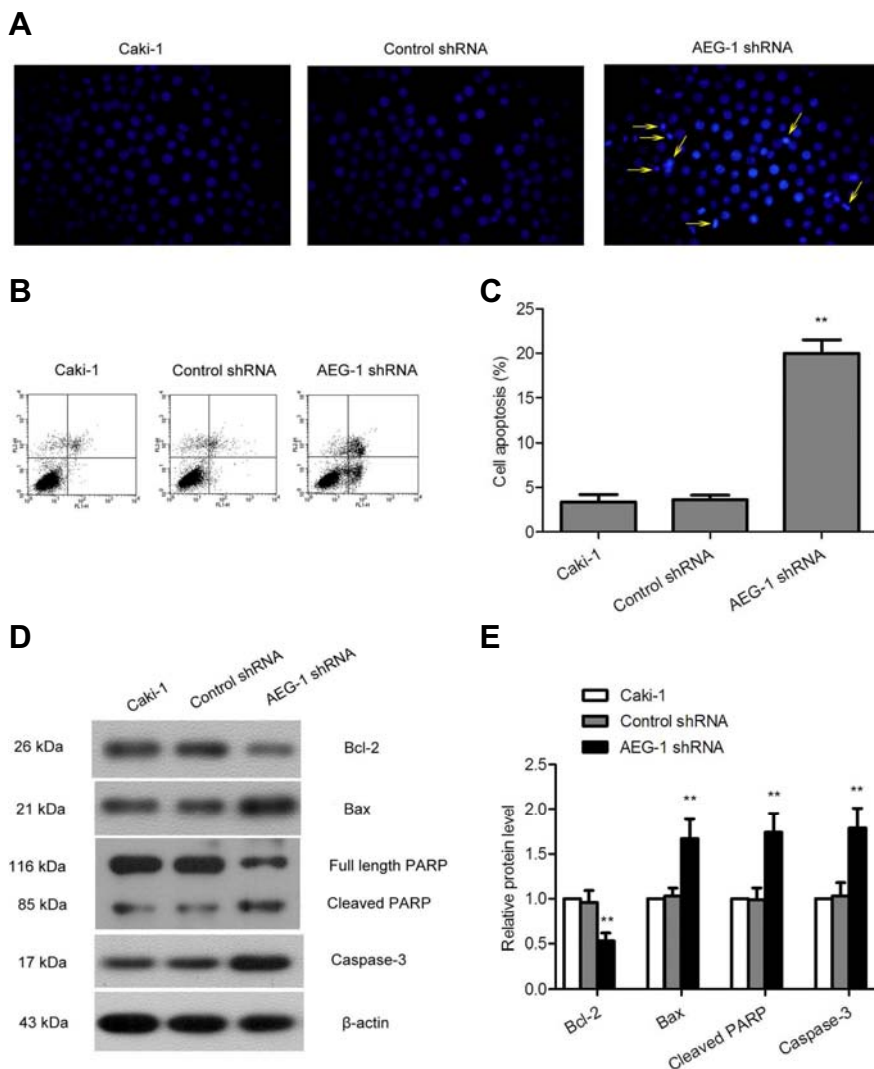 A
Caki-1
Control shRNA
AEG-1 shRNA
B
Caki-1
Control shRNA
AEG-1 shRNA
C
Cell apoptosis (%)
25
20
15
10
5
0
**
Caki-1
Control shRNA
AEG-1 shRNA
D
Caki-1
Control shRNA
AEG-1 shRNA
26 kDa
Bcl-2
21 kDa
Bax
116 kDa
Full length PARP
85 kDa
Cleaved PARP
17 kDa
Caspase-3
43 kDa
β-actin
E
Caki-1
Control shRNA
AEG-1 shRNA
Relative protein level
2.5
2.0
1.5
1.0
0.5
0.0
**
**
**
**
Bcl-2
Bax
Cleaved PARP
Caspase-3